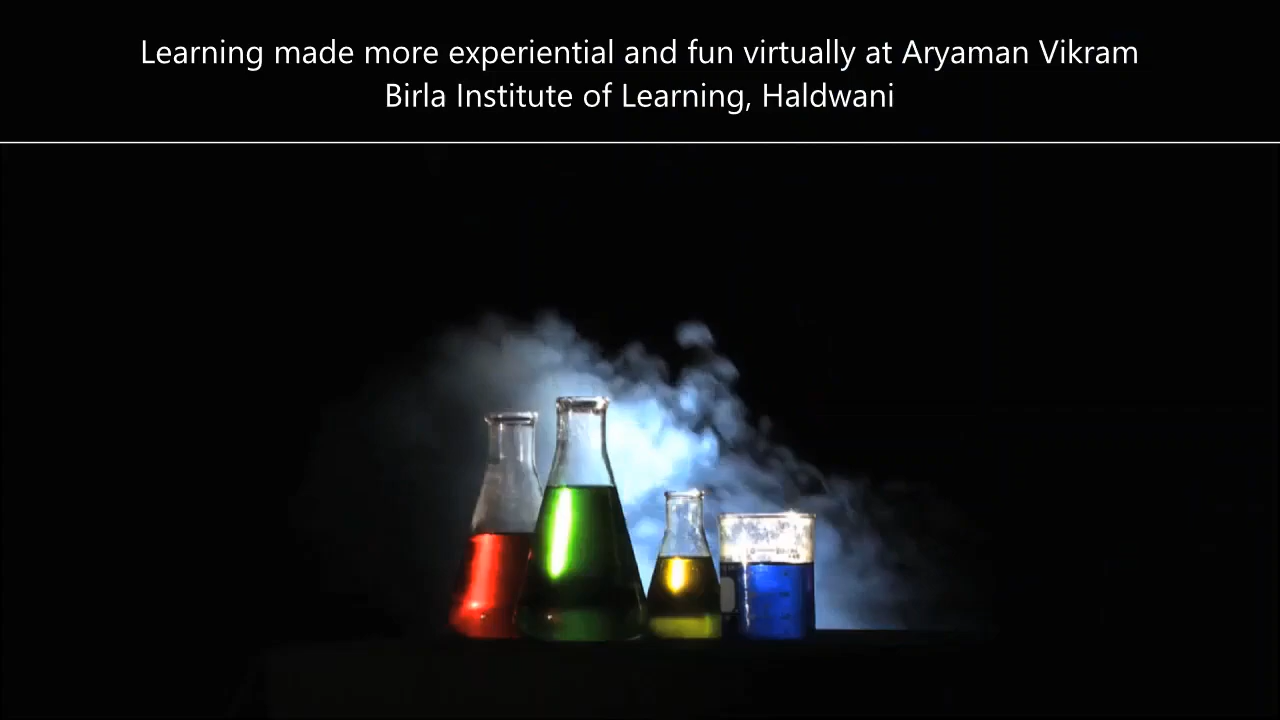 Learning made more experiential and fun virtually at Aryaman Vikram
Birla Institute of Learning, Haldwani